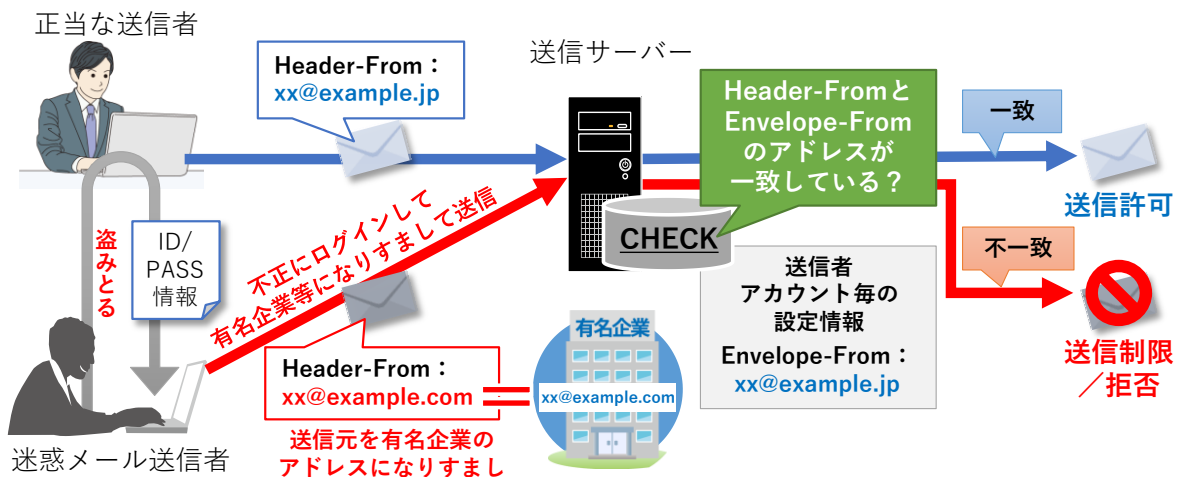 正当な送信者
Header-From：
xx@example.jp
送信サーバー
Header-Fromと
Envelope-From
のアドレスが
一致している？
一致
送信許可
CHECK
不一致
送信制限
／拒否
送信者
アカウント毎の
設定情報
Envelope-From：
xx@example.jp
盗みとる
ID/
PASS
情報
不正にログインして
有名企業等になりすまして送信
Header-From：
xx@example.com
有名企業
xx@example.com
送信元を有名企業の
アドレスになりすまし
迷惑メール送信者